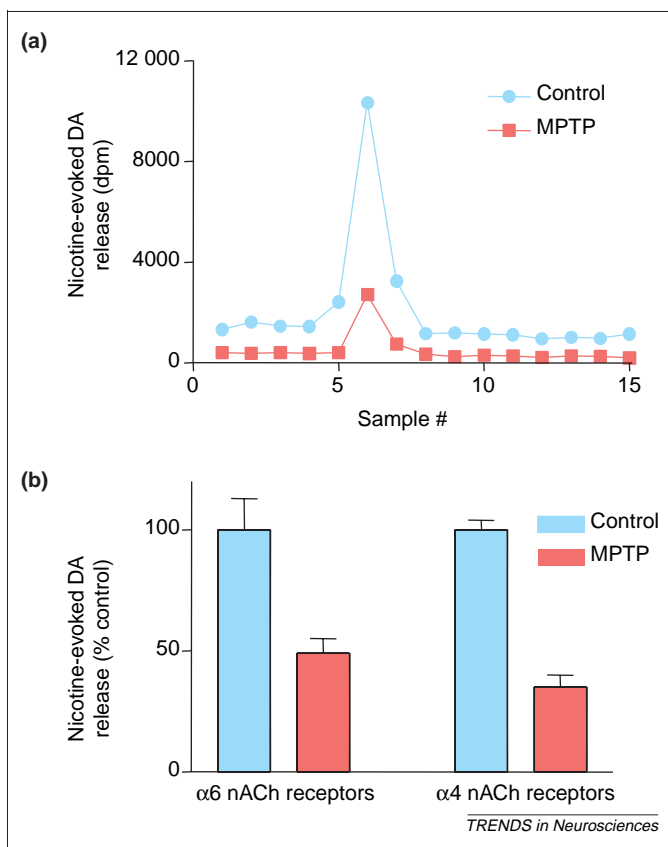 (a)
12 000
8000
4000
0
Nicotine-evoked DA
release (dpm)
Control
MPTP
0 5 10 15
Sample #
(b)
100
50
0
Nicotine-evoked DA
release (% control)
Control
MPTP
α6 nACh receptors α4 nACh receptors
TRENDS in Neurosciences